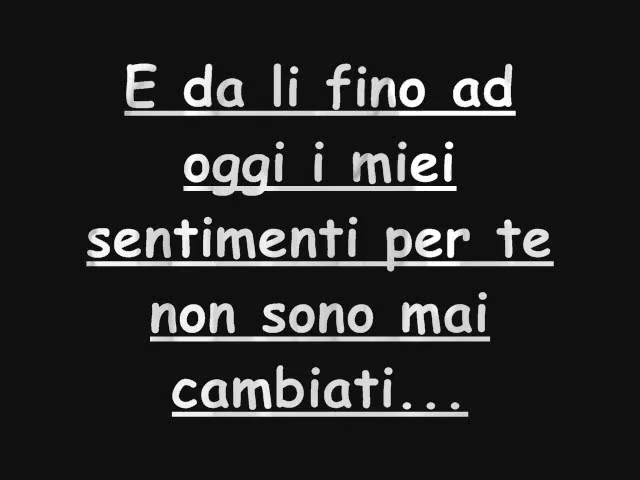 E da li fino ad
oggi i miei
sentimenti per te
non sono mai
cambiati...